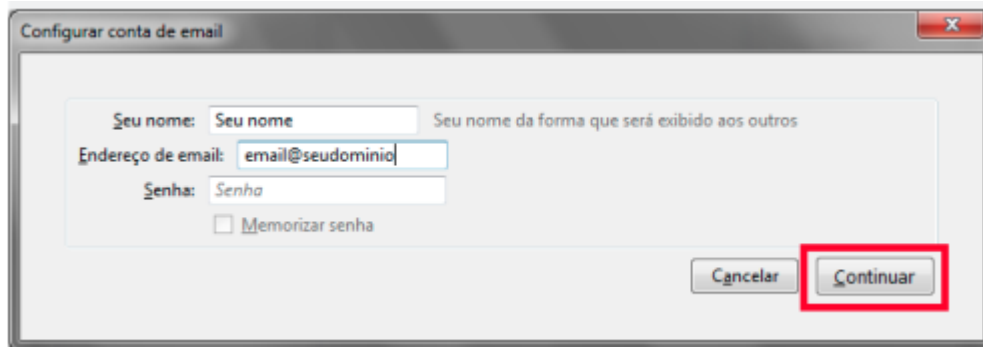 Configurar conta de email
Seu nome: Seu nome Seu nome da forma que será exibido aos outros
Endereço de email: email@seudominio
Senha: Senha
Memorizar senha
Cancelar Continuar